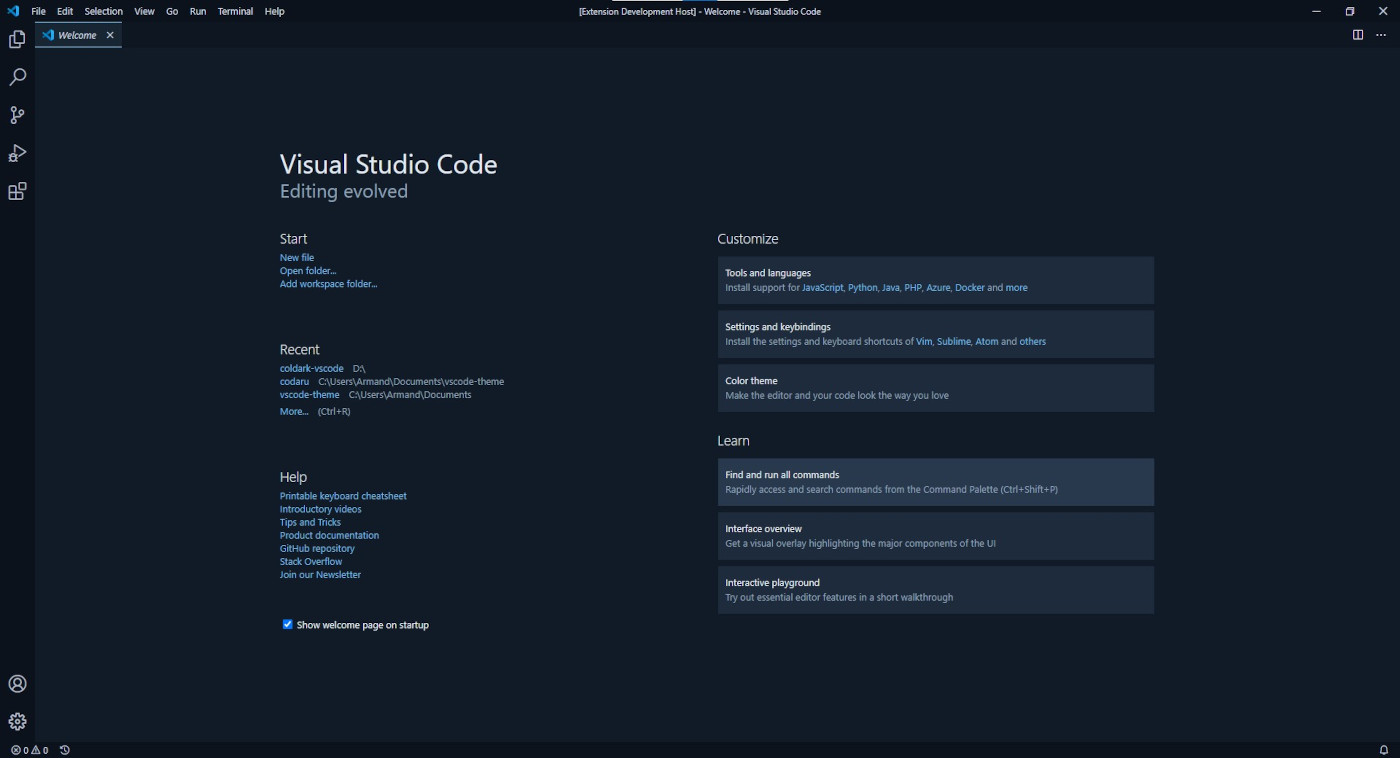 File Edit Selection View Go Run Terminal Help
[Extension Development Host] - Welcome - Visual Studio Code
Welcome
Visual Studio Code
Editing evolved
Start
New file
Open folder...
Add workspace folder...
Recent
coldark-vscode D:\
codaru C:\Users\Armand\Documents\vscode-theme
vscode-theme C:\Users\Armand\Documents
More... (Ctrl+R)
Help
Printable keyboard cheatsheet
Introductory videos
Tips and Tricks
Product documentation
GitHub repository
Stack Overflow
Join our Newsletter
Show welcome page on startup
Customize
Tools and languages
Install support for JavaScript, Python, Java, PHP, Azure, Docker and more
Settings and keybindings
Install the settings and keyboard shortcuts of Vim, Sublime, Atom and others
Color theme
Make the editor and your code look the way you love
Learn
Find and run all commands
Rapidly access and search commands from the Command Palette (Ctrl+Shift+P)
Interface overview
Get a visual overlay highlighting the major components of the UI
Interactive playground
Try out essential editor features in a short walkthrough
0 0